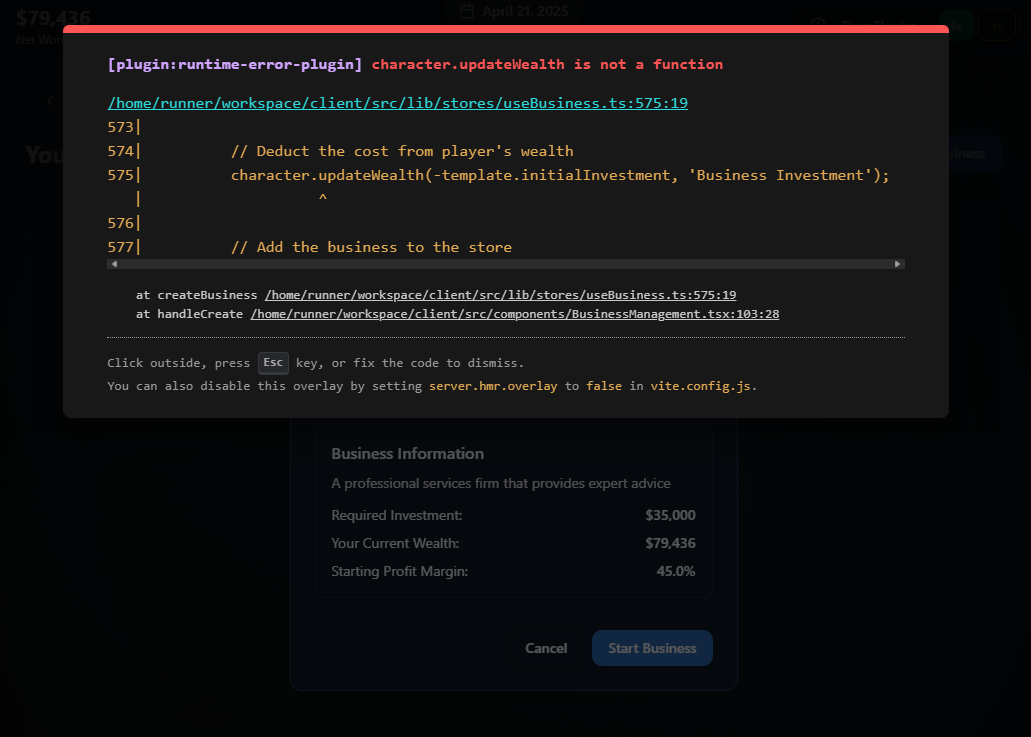 $79,436
April 21, 2025
Net Wor
[plugin:runtime-error-plugin] character.updateWealth is not a function
/home/runner/workspace/client/src/lib/stores/useBusiness.ts:575:19
573|
574|          // Deduct the cost from player's wealth
575|          character.updateWealth(-template.initialInvestment, 'Business Investment');
|                    ^
576|
577|          // Add the business to the store
You
siness
at createBusiness /home/runner/workspace/client/src/lib/stores/useBusiness.ts:575:19
at handleCreate /home/runner/workspace/client/src/components/BusinessManagement.tsx:103:28
Click outside, press Esc key, or fix the code to dismiss.
You can also disable this overlay by setting server.hmr.overlay to false in vite.config.js.
Business Information
A professional services firm that provides expert advice
Required Investment: $35,000
Your Current Wealth: $79,436
Starting Profit Margin: 45.0%
Cancel
Start Business